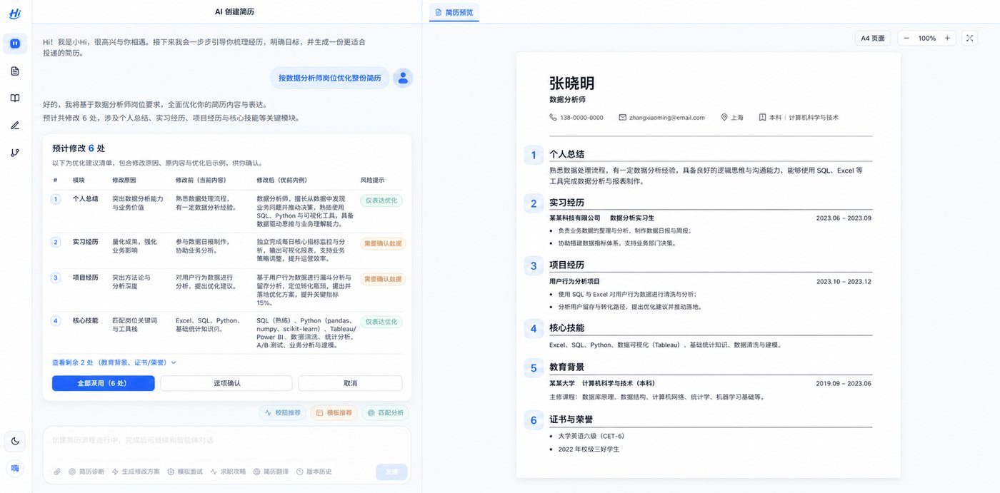 Hi
AI 创建简历
Hi！我是小Hi，很高兴与你相遇。接下来我会一步步引导你梳理经历，明确目标，并生成一份更适合
投递的简历。
按数据分析师岗位优化整份简历
好的，我将基于数据分析师岗位要求，全面优化你的简历内容与表达。
预计共修改 6 处，涉及个人总结、实习经历、项目经历与核心技能等关键模块。
预计修改 6 处
以下为优化建议清单，包含修改原因、原内容与优化后示例，供你确认。
# 模块 修改原因 修改前（当前内容） 修改后（优前内例） 风险提示
1 个人总结 突出数据分析能力
与业务价值
熟悉数据处理流程，
有一定数据分析经验。
数据分析师，擅长从数据中发现
业务问题并推动决策，熟练使用
SQL、Python 与可视化工具，具备
数据驱动思维与业务理解能力。
仅表达优化
2 实习经历 量化成果，强化
业务影响
参与数据日报制作，
协助业务分析。
独立完成每日核心指标监控与分
析，输出可视化报表，支持业务
策略调整，提升运营效率。
需要确认数据
3 项目经历 突出方法论与
分析深度
对用户行为数据进行
分析，提出优化建议。
基于用户行为数据进行漏斗分析与
留存分析，定位转化瓶颈，提出并
落地优化方案，提升关键指标
15%。
需要确认数据
4 核心技能 匹配岗位关键词
与工具栈
Excel、SQL、Python、
基础统计知识。
SQL（熟练）、Python（pandas、
numpy、scikit-learn）、Tableau/
Power BI、数据清洗、统计分析、
A/B 测试、业务分析与建模。
仅表达优化
查看剩余 2 处（教育背景、证书/荣誉）
全部采用（6 处）
逐项确认
取消
校招推荐
模板推荐
匹配分析
创建简历流程进行中，完成后可继续和智能体对话
简历诊断
生成修改方案
模拟面试
求职攻略
简历翻译
版本历史
发送
嗨
简历预览
A4 页面
− 100% +
张晓明
数据分析师
138-0000-0000 zhangxiaoming@email.com 上海 本科 | 计算机科学与技术
1 个人总结
熟悉数据处理流程，有一定数据分析经验，具备良好的逻辑思维与沟通能力，能够使用 SQL、Excel 等
工具完成数据分析与报表制作。
2 实习经历
某某科技有限公司 数据分析实习生 2023.06 – 2023.09
• 负责业务数据的整理与分析，制作数据日报与周报；
• 协助搭建数据指标体系，支持业务部门决策。
3 项目经历
用户行为分析项目 2023.10 – 2023.12
• 使用 SQL 与 Excel 对用户行为数据进行清洗与分析；
• 分析用户留存与转化路径，提出优化建议并推动落地。
4 核心技能
Excel、SQL、Python、数据可视化（Tableau）、基础统计知识、数据清洗与建模。
5 教育背景
某某大学 计算机科学与技术（本科） 2019.09 – 2023.06
主修课程：数据库原理、数据结构、计算机网络、统计学、机器学习基础等。
6 证书与荣誉
• 大学英语六级（CET-6）
• 2022 年校级三好学生